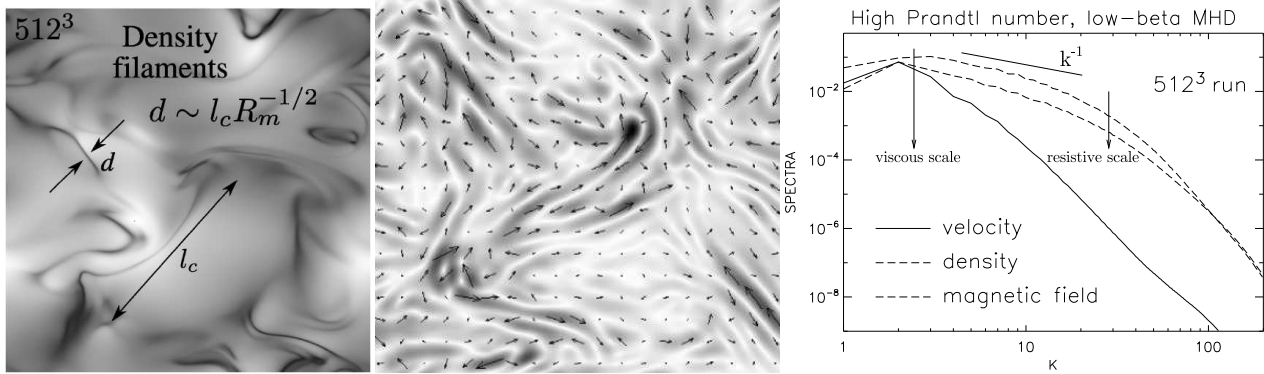 512³
Density
filaments
d ∼ l_c R_m^{-1/2}
d
l_c
High Prandtl number, low−beta MHD
k⁻¹
512³ run
viscous scale
resistive scale
velocity
density
magnetic field
SPECTRA
10⁻²
10⁻⁴
10⁻⁶
10⁻⁸
1
10
100
K